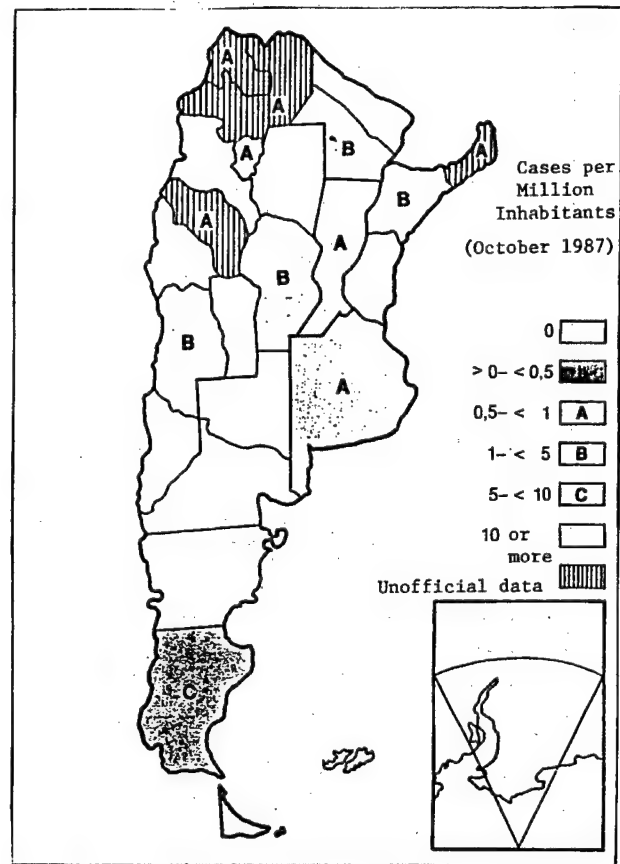 A
A
A
B
A
B
A
A
B
B
A
C
Cases per
Million
Inhabitants
(October 1987)
0
> 0- < 0,5
0,5- < 1 A
1- < 5 B
5- < 10 C
10 or
more
Unofficial data